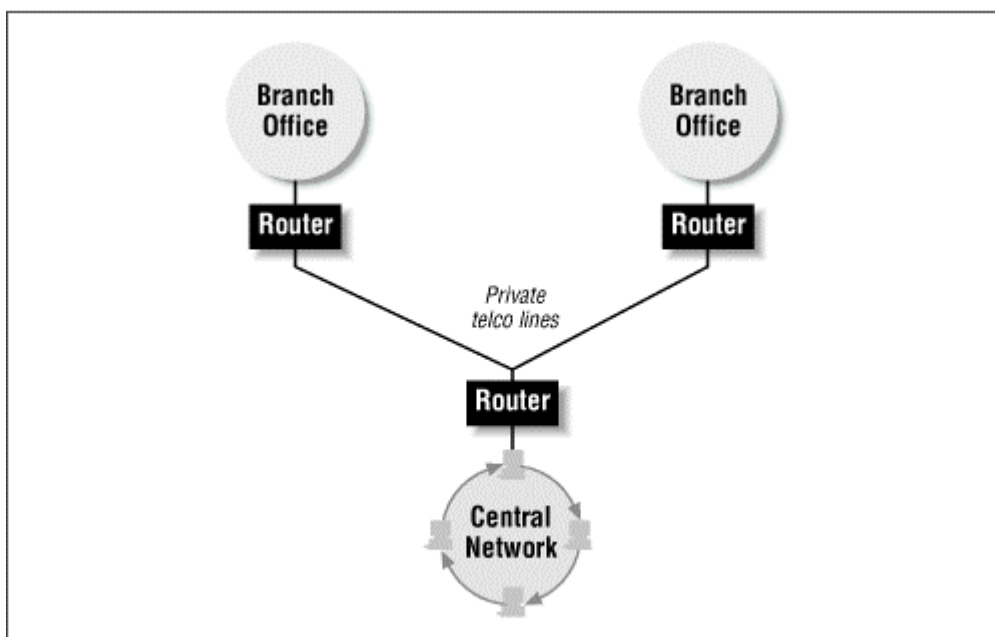 Branch
Office
Branch
Office
Router
Router
Private
telco lines
Router
Central
Network